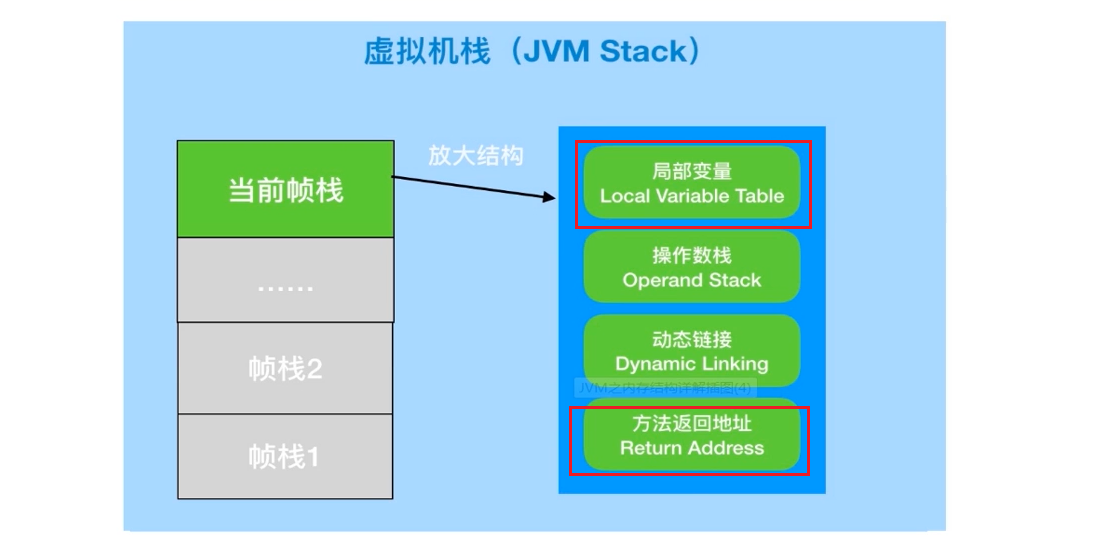 虚拟机栈（JVM Stack）
当前帧栈
放大结构
......
帧栈2
帧栈1
局部变量
Local Variable Table
操作数栈
Operand Stack
动态链接
Dynamic Linking
JVM之内存结构详解插图(4)
方法返回地址
Return Address